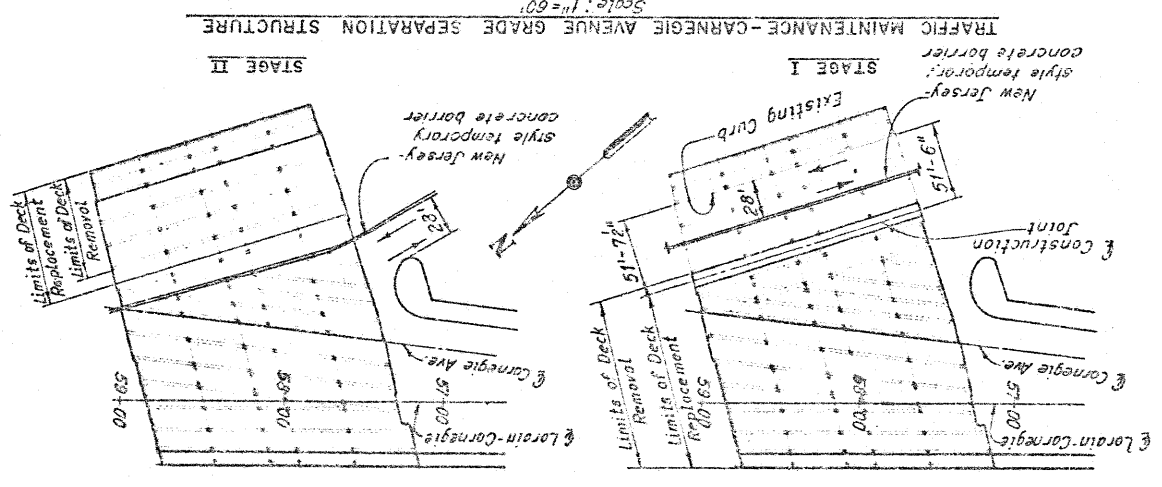 ℄ Lorain-Carnegie
57+00
58+00
59+00
℄ Carnegie Ave.
Limits of Deck
Removal
Limits of Deck
Replacement
℄ Construction
Joint
51'-6"
28'
51'-7½"
Existing Curb
New Jersey-
style temporary
concrete barrier
STAGE I
℄ Lorain-Carnegie
57+00
58+00
59+00
℄ Carnegie Ave.
23'
New Jersey-
style temporary
concrete barrier
Limits of Deck
Removal
Limits of Deck
Replacement
STAGE II
TRAFFIC MAINTENANCE-CARNEGIE AVENUE GRADE SEPARATION STRUCTURE
Scale: 1"=60'